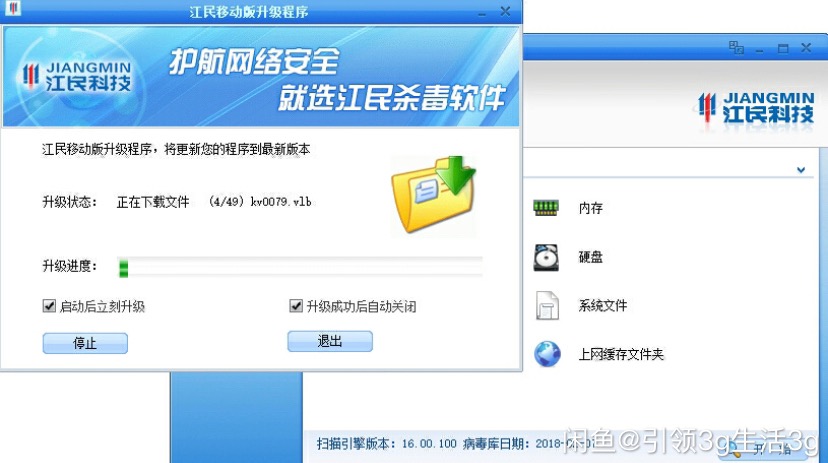 江民移动版升级程序
JIANGMIN
江民科技
护航网络安全
就选江民杀毒软件
江民移动版升级程序，将更新您的程序到最新版本
升级状态： 正在下载文件 (4/49) kv0079.vlb
升级进度：
启动后立刻升级
升级成功后自动关闭
停止
退出
JIANGMIN
江民科技
内存
硬盘
系统文件
上网缓存文件夹
扫描引擎版本：16.00.100 病毒库日期：
闲鱼@引领3g生活3g